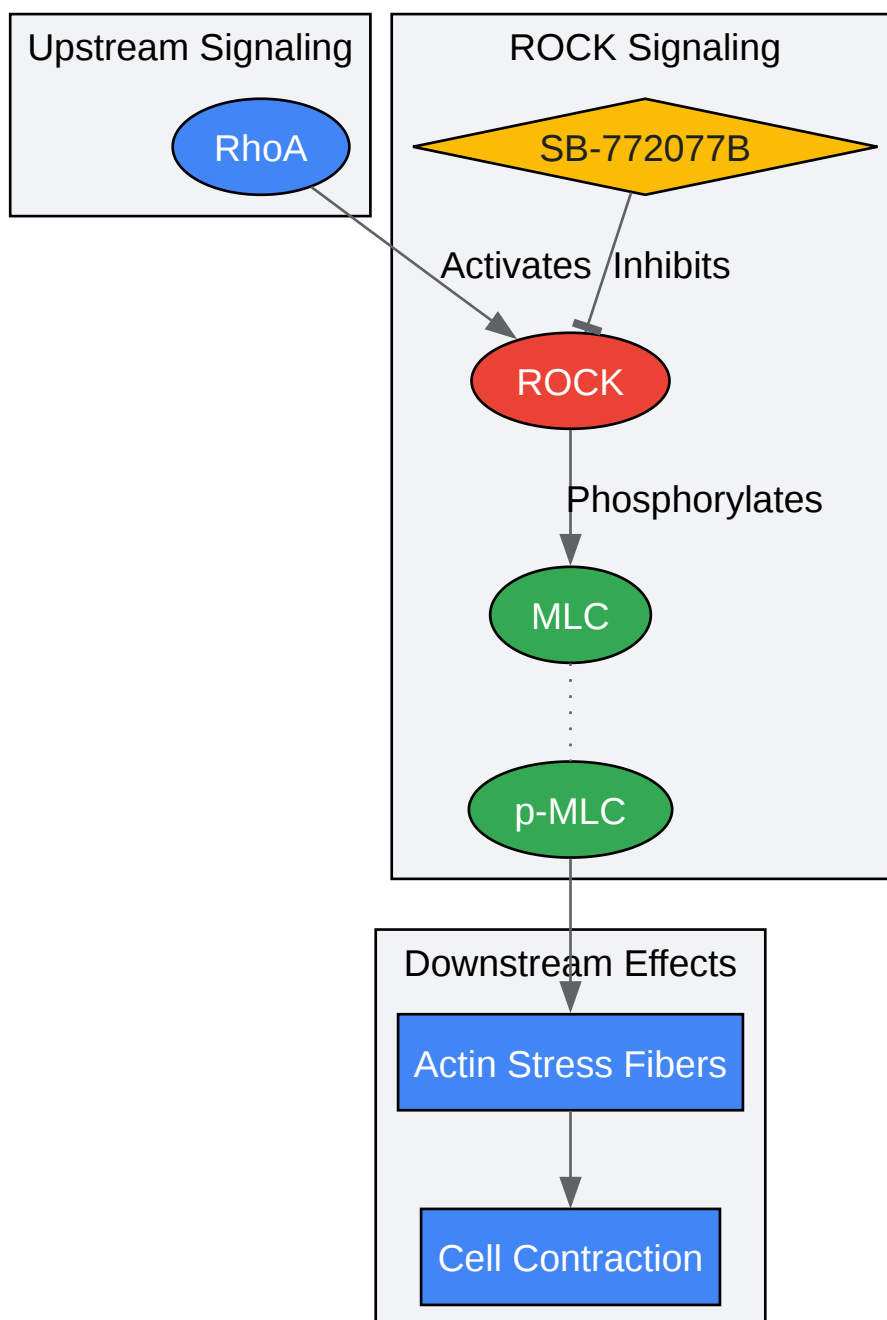 Upstream Signaling
ROCK Signaling
RhoA
SB-772077B
Activates
Inhibits
ROCK
Phosphorylates
MLC
p-MLC
Downstream Effects
Actin Stress Fibers
Cell Contraction